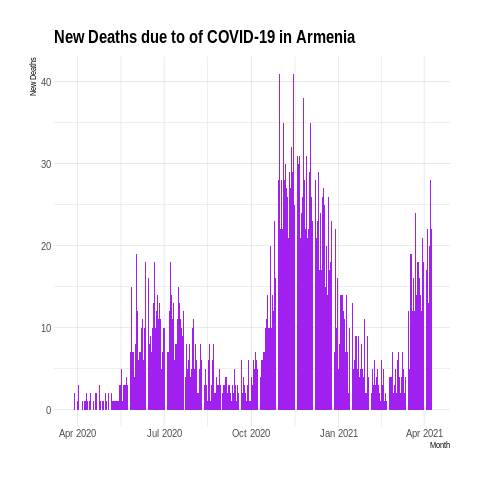 New Deaths due to of COVID-19 in Armenia
New Deaths
40
30
20
10
0
Apr 2020
Jul 2020
Oct 2020
Jan 2021
Apr 2021
Month